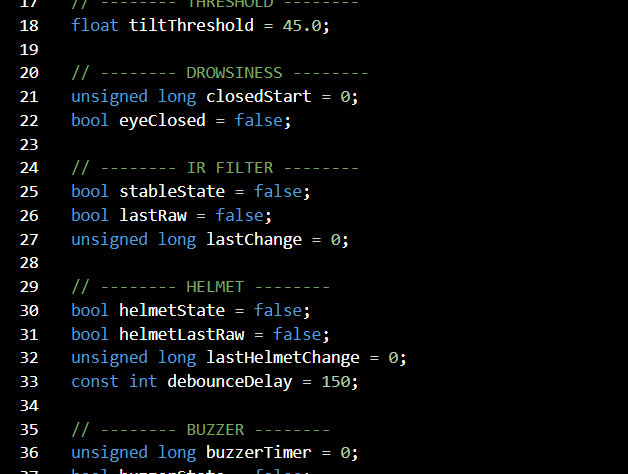 17 // -------- THRESHOLD --------
18 float tiltThreshold = 45.0;
19
20 // -------- DROWSINESS --------
21 unsigned long closedStart = 0;
22 bool eyeClosed = false;
23
24 // -------- IR FILTER --------
25 bool stableState = false;
26 bool lastRaw = false;
27 unsigned long lastChange = 0;
28
29 // -------- HELMET --------
30 bool helmetState = false;
31 bool helmetLastRaw = false;
32 unsigned long lastHelmetChange = 0;
33 const int debounceDelay = 150;
34
35 // -------- BUZZER --------
36 unsigned long buzzerTimer = 0;
bool buzzerState = false;